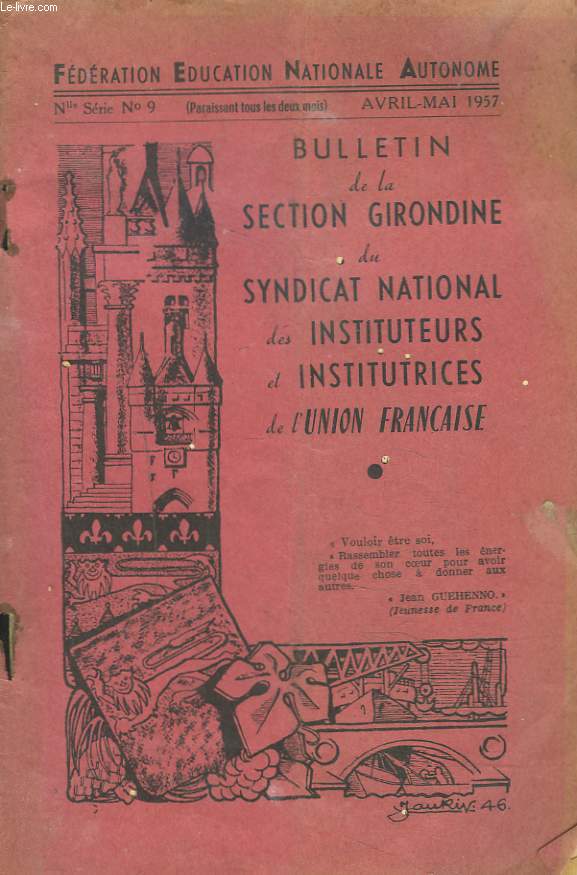 Le-livre.com
FÉDÉRATION EDUCATION NATIONALE AUTONOME
Nlle Série No 9 (Paraissant tous les deux mois) AVRIL-MAI 1957
BULLETIN
de la
SECTION GIRONDINE
du
SYNDICAT NATIONAL
des INSTITUTEURS
et INSTITUTRICES
de l'UNION FRANCAISE
« Vouloir être soi,
« Rassembler toutes les éner-
gies de son cœur pour avoir
quelque chose à donner aux
autres.
« Jean GUEHENNO. »
(Jeunesse de France)
46.